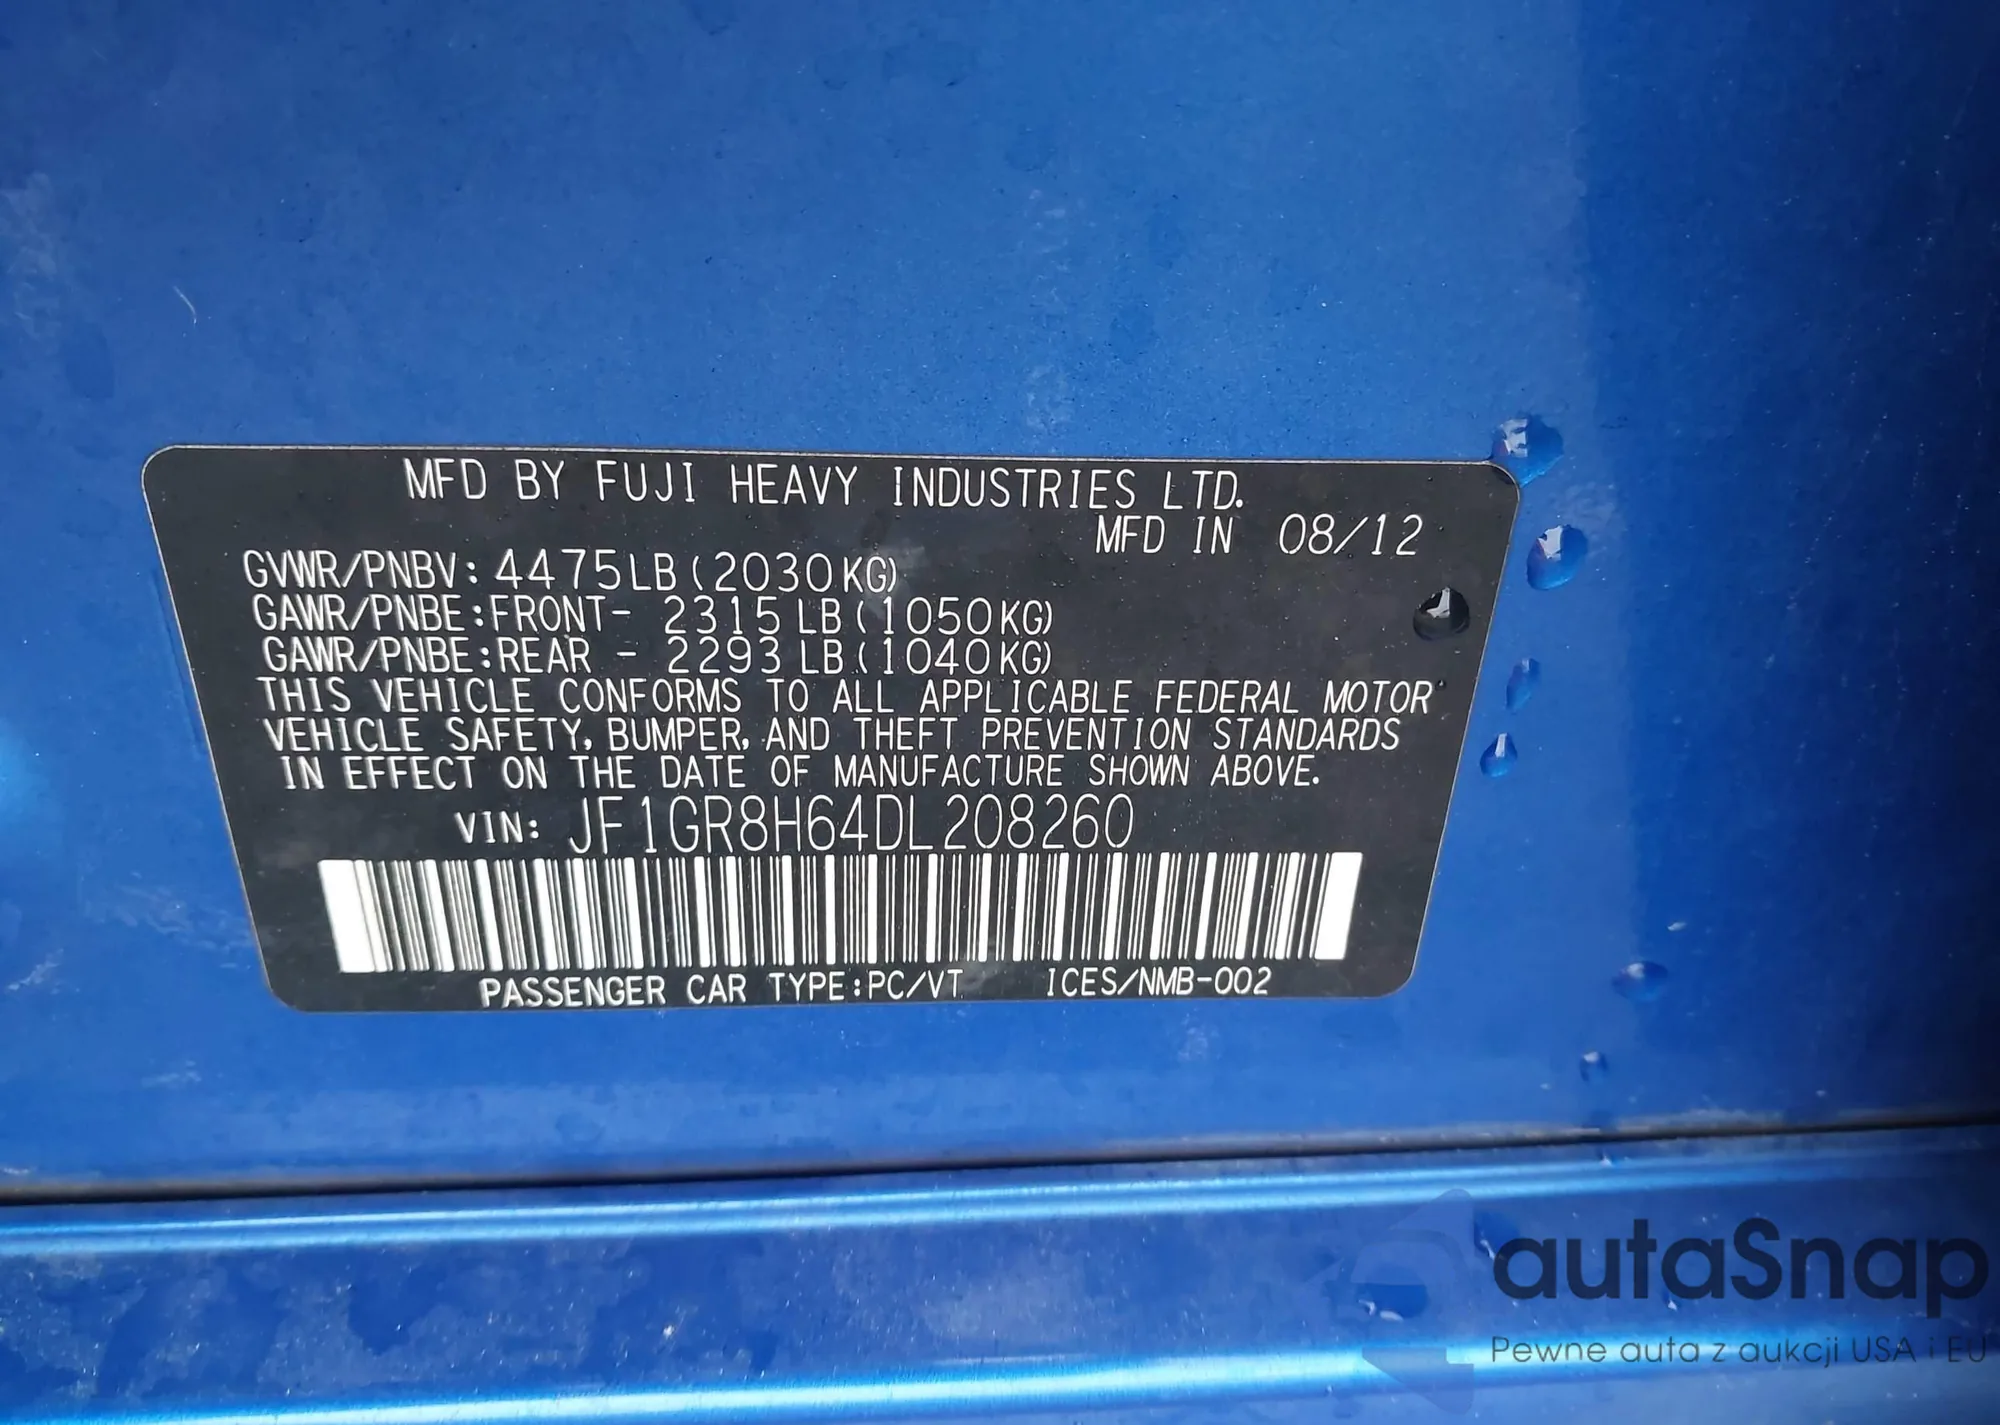 MFD BY FUJI HEAVY INDUSTRIES LTD.
MFD IN 08/12
GVWR/PNBV: 4475LB(2030KG)
GAWR/PNBE:FRONT- 2315 LB(1050KG)
GAWR/PNBE:REAR - 2293 LB(1040KG)
THIS VEHICLE CONFORMS TO ALL APPLICABLE FEDERAL MOTOR
VEHICLE SAFETY, BUMPER, AND THEFT PREVENTION STANDARDS
IN EFFECT ON THE DATE OF MANUFACTURE SHOWN ABOVE.
VIN: JF1GR8H64DL208260
PASSENGER CAR TYPE:PC/VT ICES/NMB-002
autaSnap
Pewne auta z aukcji USA i EU